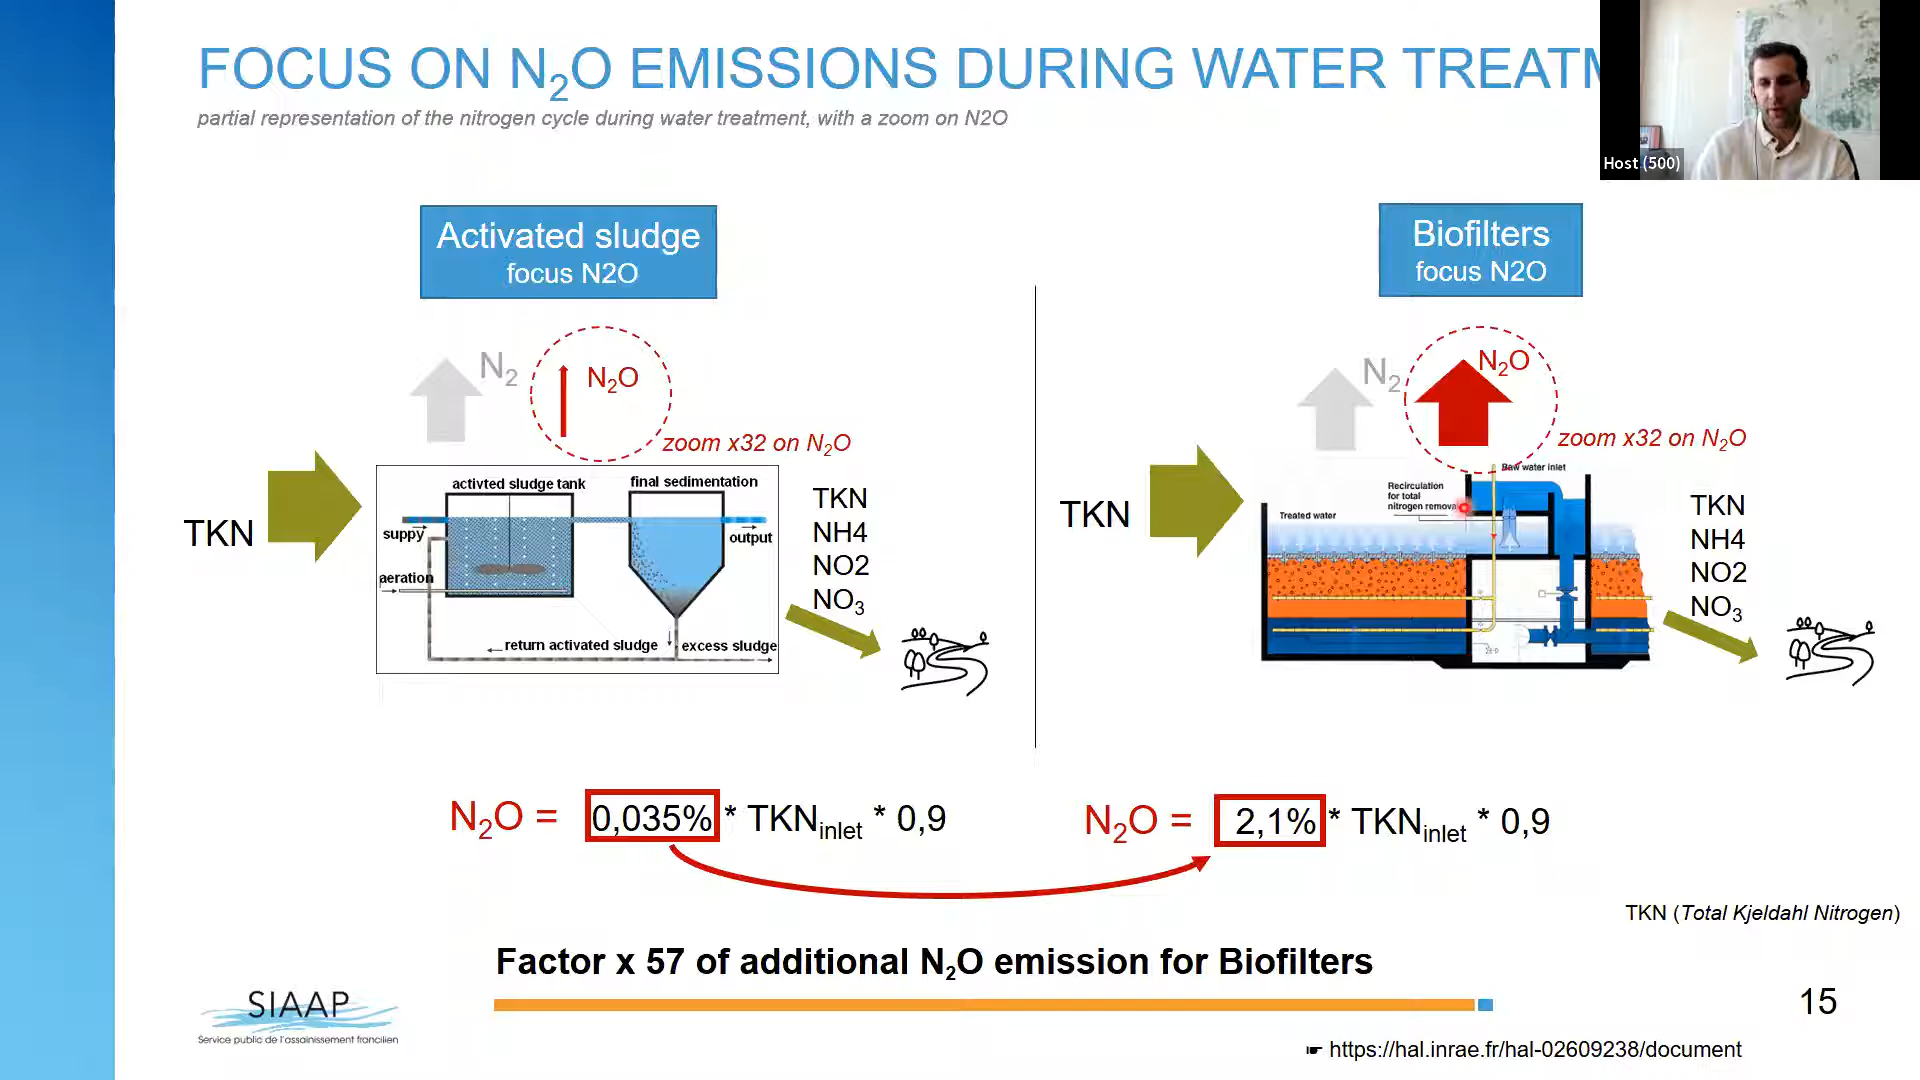 FOCUS ON N2O EMISSIONS DURING WATER TREATM
partial representation of the nitrogen cycle during water treatment, with a zoom on N2O
Host (500)
Activated sludge
focus N2O
N2
N2O
zoom x32 on N2O
TKN
activted sludge tank
final sedimentation
suppy
output
aeration
return activated sludge
excess sludge
TKN
NH4
NO2
NO3
Biofilters
focus N2O
N2
N2O
zoom x32 on N2O
TKN
Raw water inlet
Recirculation
for total
nitrogen removal
Treated water
TKN
NH4
NO2
NO3
N2O = 0,035% * TKNinlet * 0,9
N2O = 2,1% * TKNinlet * 0,9
TKN (Total Kjeldahl Nitrogen)
Factor x 57 of additional N2O emission for Biofilters
SIAAP
Service public de l'assainissement francilien
15
☛ https://hal.inrae.fr/hal-02609238/document